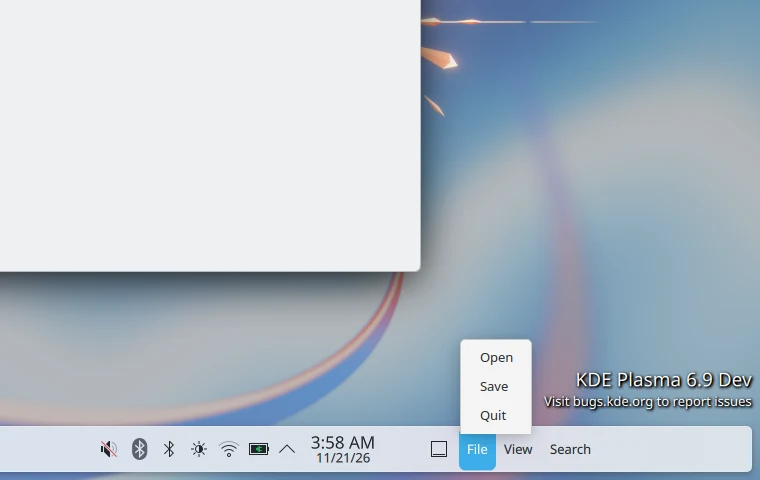 Open
Save
Quit
KDE Plasma 6.9 Dev
Visit bugs.kde.org to report issues
3:58 AM
11/21/26
File View Search